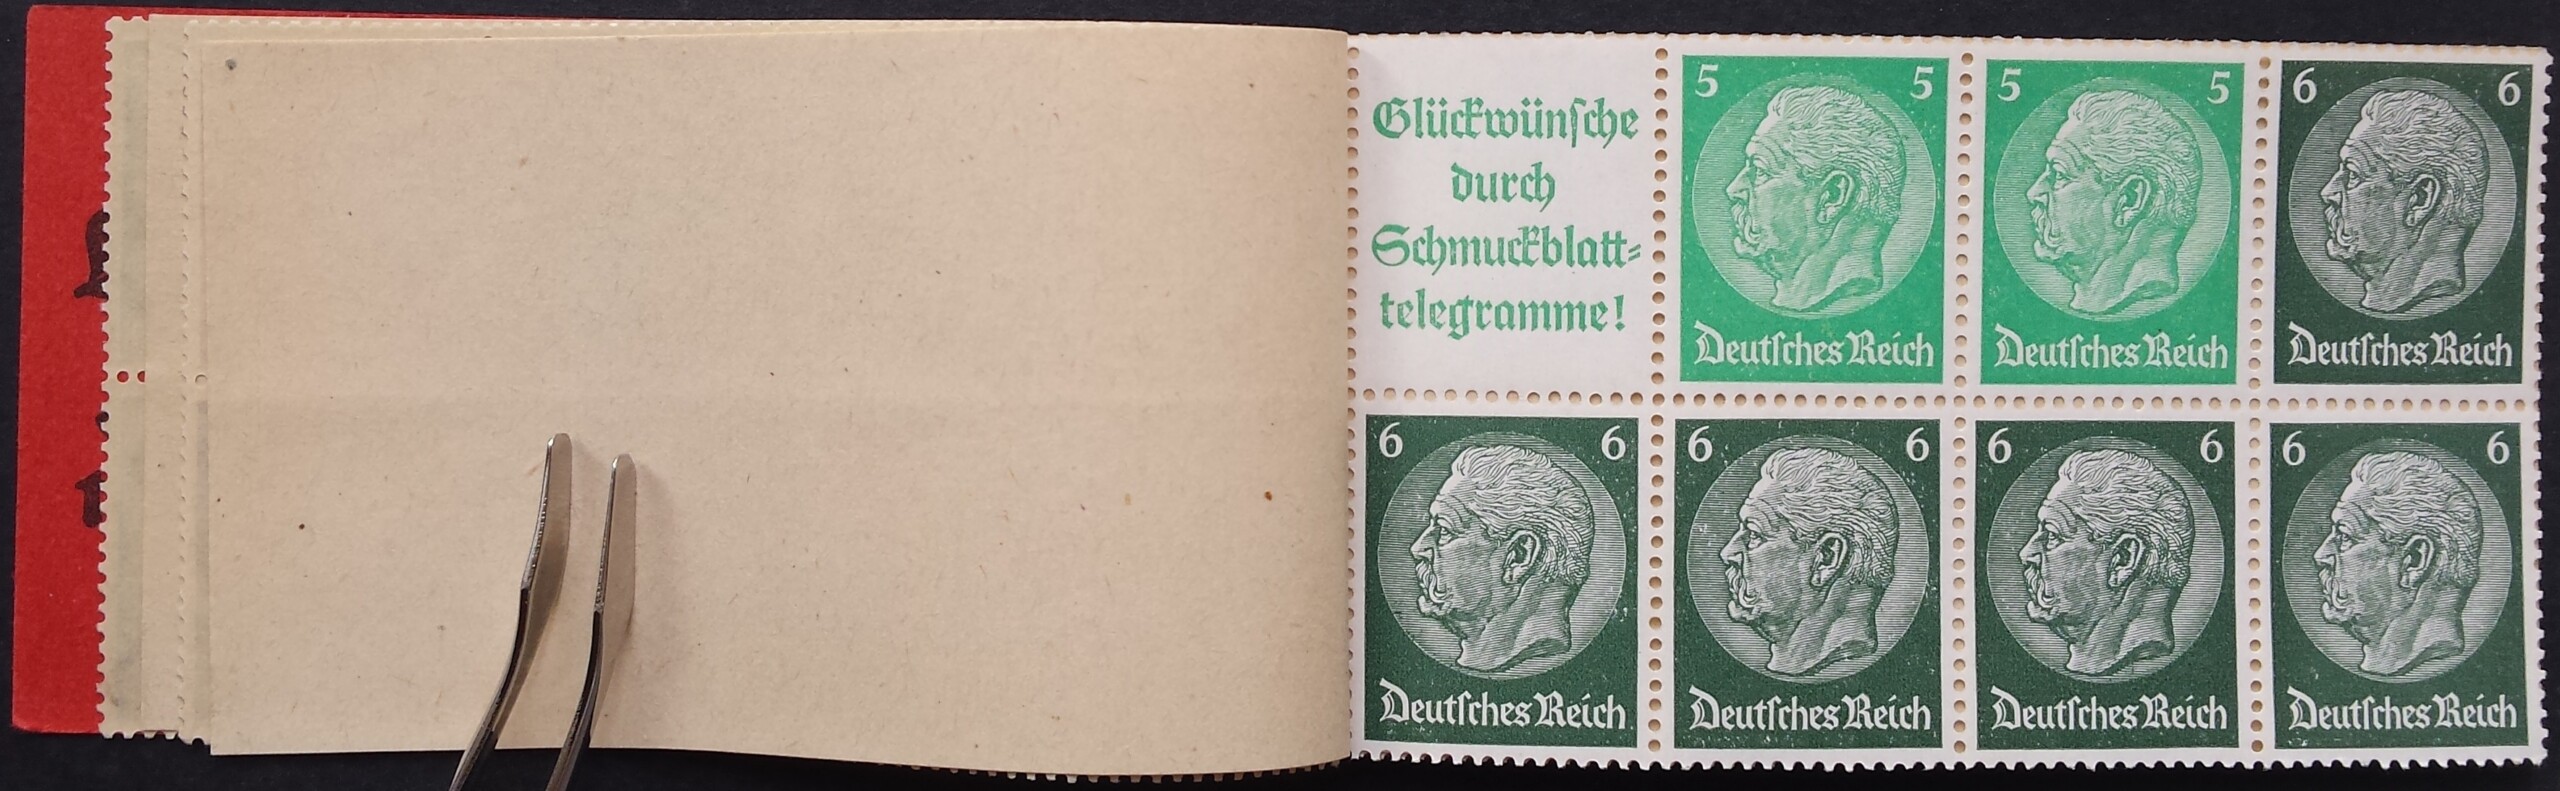 Glückwünſche
durch
Schmuckblatt=
telegramme!
5 5
Deutſches Reich
5 5
Deutſches Reich
6 6
Deutſches Reich
6 6
Deutſches Reich
6 6
Deutſches Reich
6 6
Deutſches Reich
6 6
Deutſches Reich